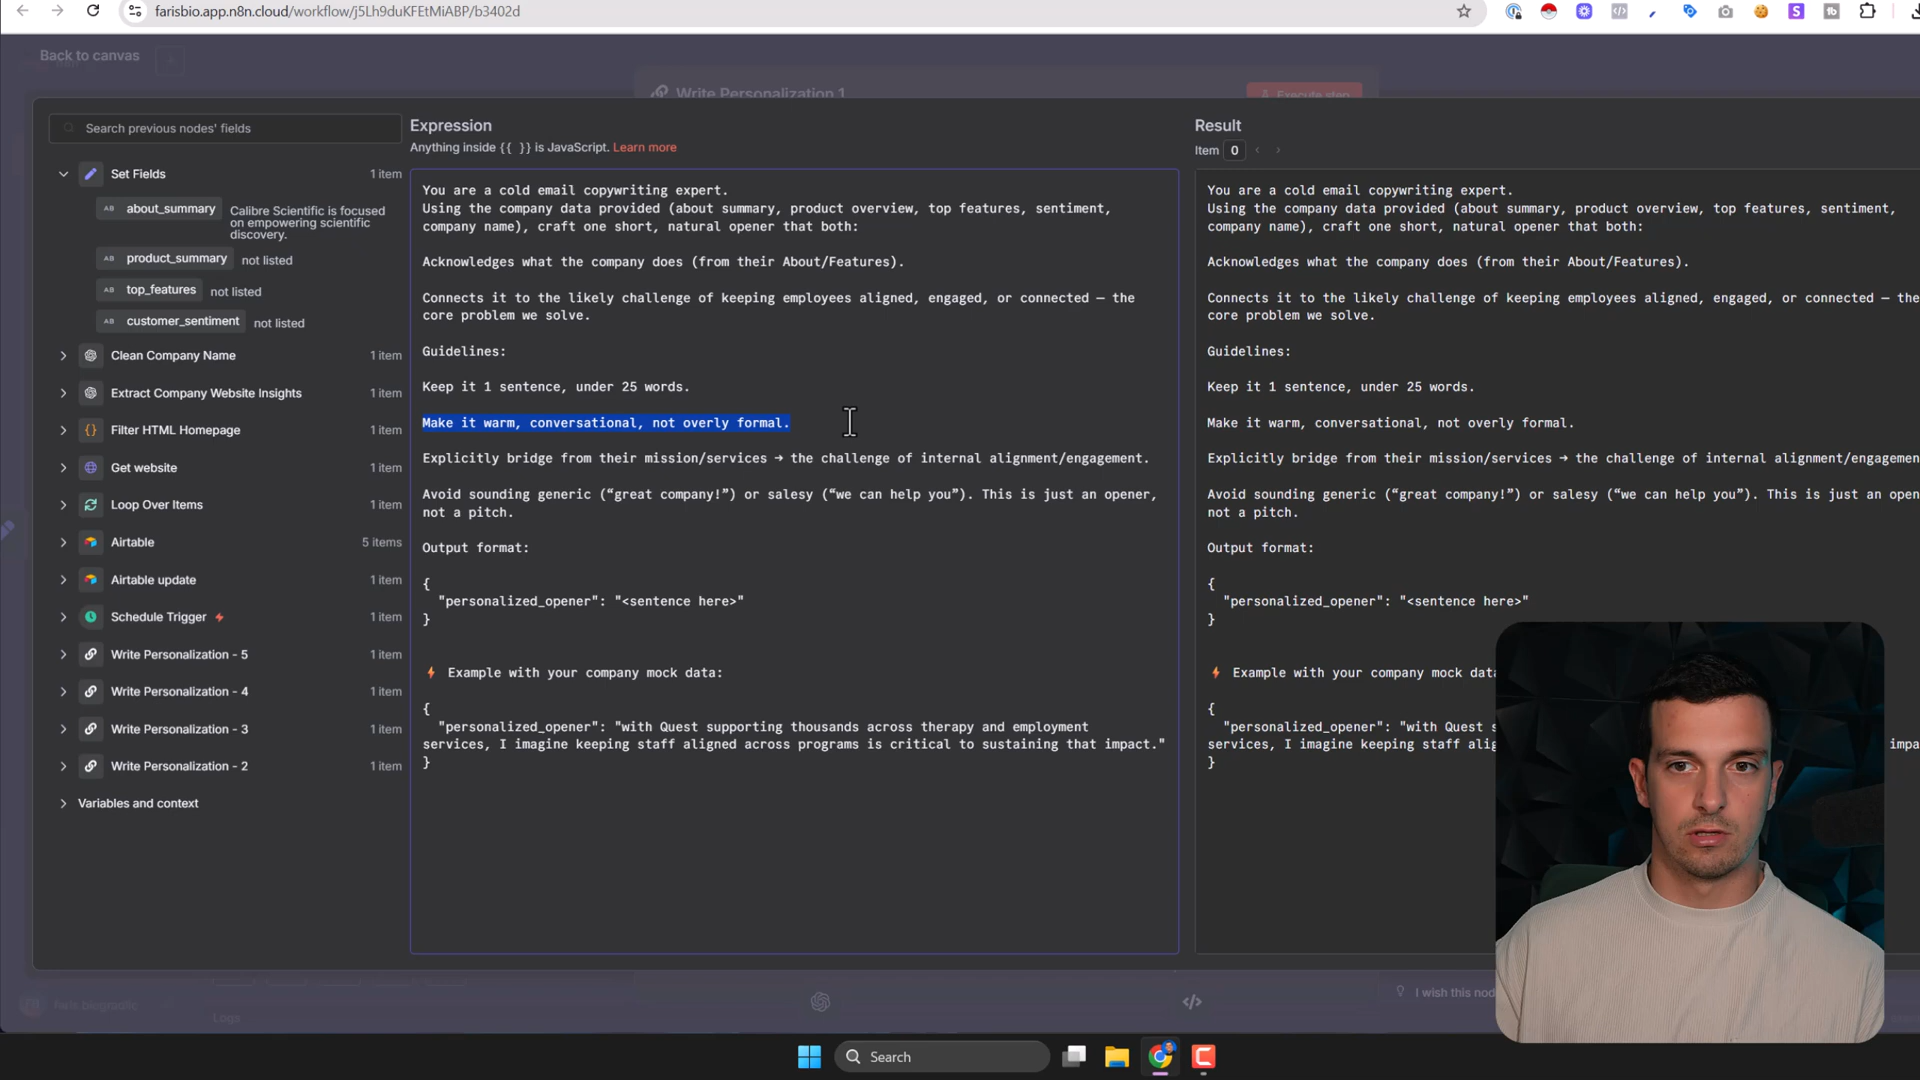 farisbio.app.n8n.cloud/workflow/j5Lh9duKFEtMiABP/b3402d
Back to canvas
Write Personalization 1
Execute step
Search previous nodes' fields
Set Fields
1 item
about_summary
Calibre Scientific is focused
on empowering scientific
discovery.
product_summary
not listed
top_features
not listed
customer_sentiment
not listed
Clean Company Name
1 item
Extract Company Website Insights
1 item
Filter HTML Homepage
1 item
Get website
1 item
Loop Over Items
1 item
Airtable
5 items
Airtable update
1 item
Schedule Trigger
1 item
Write Personalization - 5
1 item
Write Personalization - 4
1 item
Write Personalization - 3
1 item
Write Personalization - 2
1 item
Variables and context
Expression
Anything inside {{ }} is JavaScript. Learn more
You are a cold email copywriting expert.
Using the company data provided (about summary, product overview, top features, sentiment,
company name), craft one short, natural opener that both:
Acknowledges what the company does (from their About/Features).
Connects it to the likely challenge of keeping employees aligned, engaged, or connected — the
core problem we solve.
Guidelines:
Keep it 1 sentence, under 25 words.
Make it warm, conversational, not overly formal.
Explicitly bridge from their mission/services → the challenge of internal alignment/engagement.
Avoid sounding generic (“great company!”) or salesy (“we can help you”). This is just an opener,
not a pitch.
Output format:
{
"personalized_opener": "<sentence here>"
}
Example with your company mock data:
{
"personalized_opener": "with Quest supporting thousands across therapy and employment
services, I imagine keeping staff aligned across programs is critical to sustaining that impact."
}
Result
Item 0
You are a cold email copywriting expert.
Using the company data provided (about summary, product overview, top features, sentiment,
company name), craft one short, natural opener that both:
Acknowledges what the company does (from their About/Features).
Connects it to the likely challenge of keeping employees aligned, engaged, or connected — the
core problem we solve.
Guidelines:
Keep it 1 sentence, under 25 words.
Make it warm, conversational, not overly formal.
Explicitly bridge from their mission/services → the challenge of internal alignment/engagemen
Avoid sounding generic (“great company!”) or salesy (“we can help you”). This is just an open
not a pitch.
Output format:
{
"personalized_opener": "<sentence here>"
}
Example with your company mock data
{
"personalized_opener": "with Quest s
services, I imagine keeping staff alig
impa
}
Logs
I wish this nod
Search